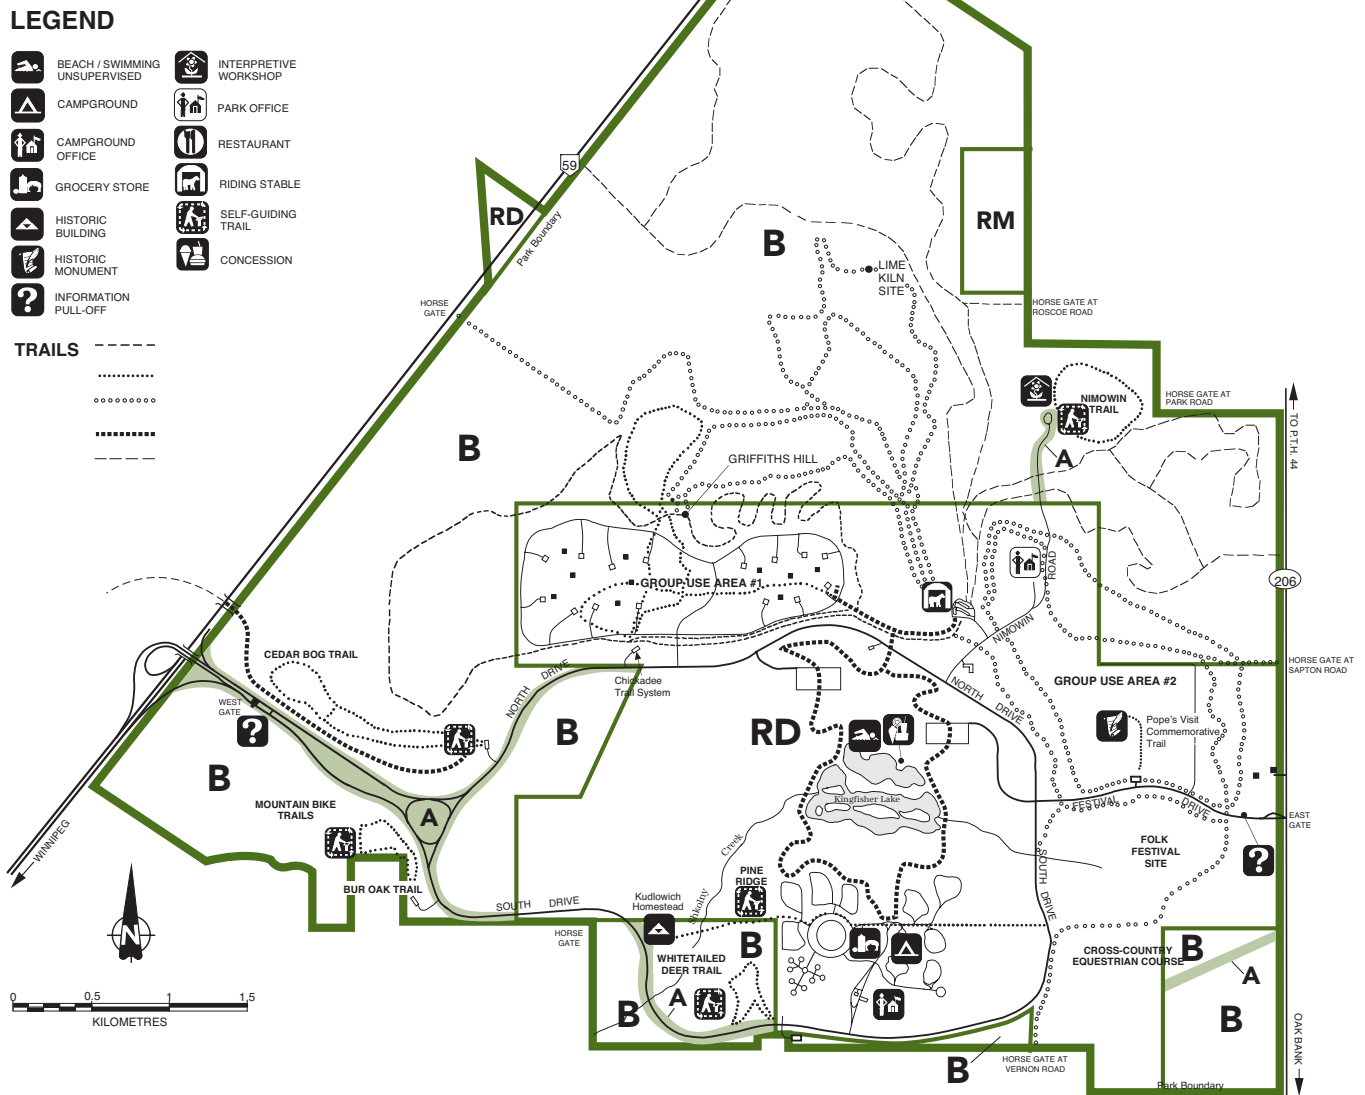 LEGEND
BEACH / SWIMMING
UNSUPERVISED
CAMPGROUND
CAMPGROUND
OFFICE
GROCERY STORE
HISTORIC
BUILDING
HISTORIC
MONUMENT
?
INFORMATION
PULL-OFF
INTERPRETIVE
WORKSHOP
PARK OFFICE
RESTAURANT
RIDING STABLE
SELF-GUIDING
TRAIL
CONCESSION
TRAILS
59
RD
Park Boundary
HORSE
GATE
B
RM
LIME
KILN
SITE
HORSE GATE AT
ROSCOE ROAD
NIMOWIN
TRAIL
HORSE GATE AT
PARK ROAD
TO P.T.H. 44
A
B
GRIFFITHS HILL
GROUP USE AREA #1
ROAD
NIMOWIN
206
HORSE GATE AT
SAPTON ROAD
CEDAR BOG TRAIL
NORTH DRIVE
Chickadee
Trail System
WEST
GATE
?
B
B
RD
NORTH
DRIVE
GROUP USE AREA #2
Pope's Visit
Commemorative
Trail
Kingfisher Lake
FESTIVAL
DRIVE
EAST
GATE
?
MOUNTAIN BIKE
TRAILS
A
WINNIPEG
BUR OAK TRAIL
Creek
PINE
RIDGE
FOLK
FESTIVAL
SITE
SOUTH DRIVE
SOUTH DRIVE
Kudlowich
Homestead
HORSE
GATE
WHITETAILED
DEER TRAIL
B
A
B
CROSS-COUNTRY
EQUESTRIAN COURSE
B
A
B
N
0 0.5 1 1.5
KILOMETRES
B
HORSE GATE AT
VERNON ROAD
OAK BANK
Park Boundary